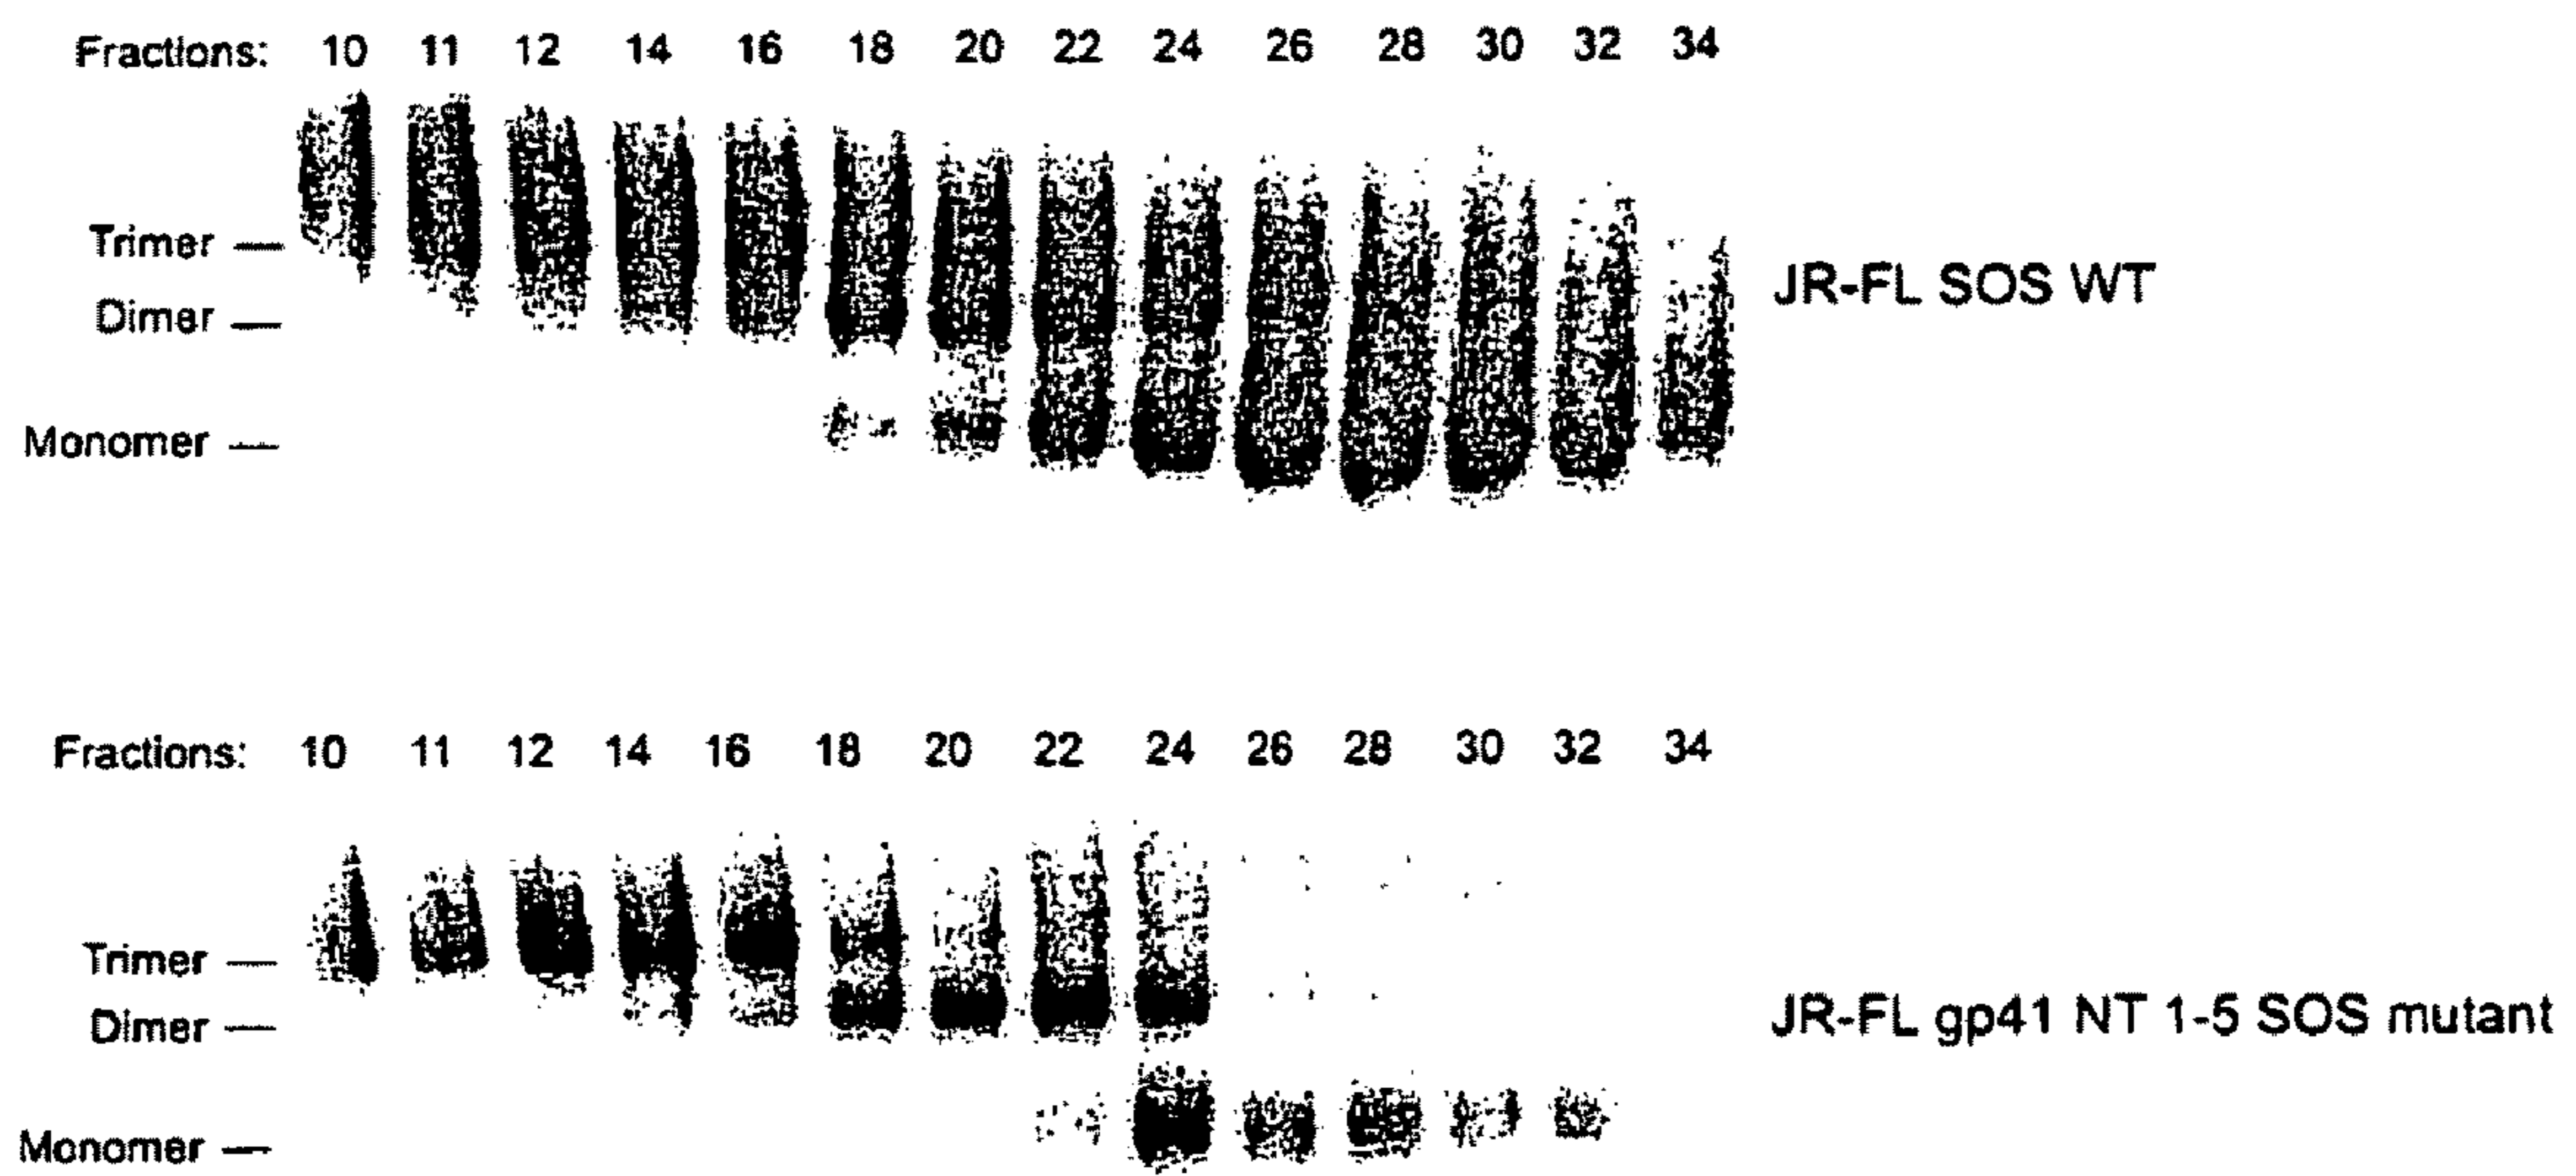 Fractions: 10 11 12 14 16 18 20 22 24 26 28 30 32 34
Trimer
Dimer
Monomer
JR-FL SOS WT
Fractions: 10 11 12 14 16 18 20 22 24 26 28 30 32 34
Trimer
Dimer
Monomer
JR-FL gp41 NT 1-5 SOS mutant